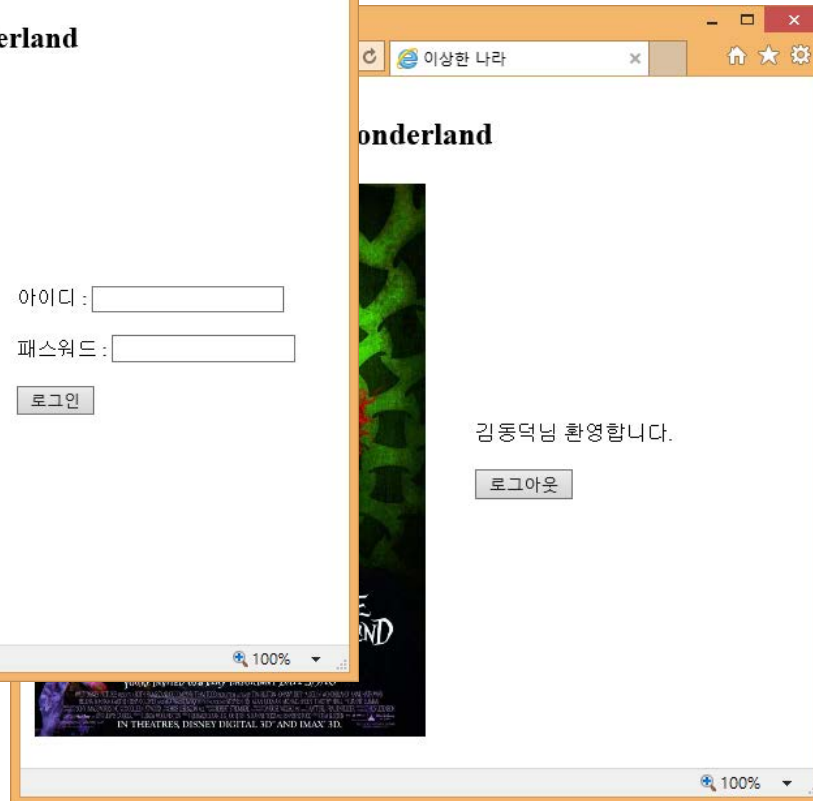 erland
아이디 :
패스워드 :
로그인
100%
이상한 나라
onderland
김동덕님 환영합니다.
로그아웃
IN THEATRES, DISNEY DIGITAL 3D AND IMAX 3D.
100%